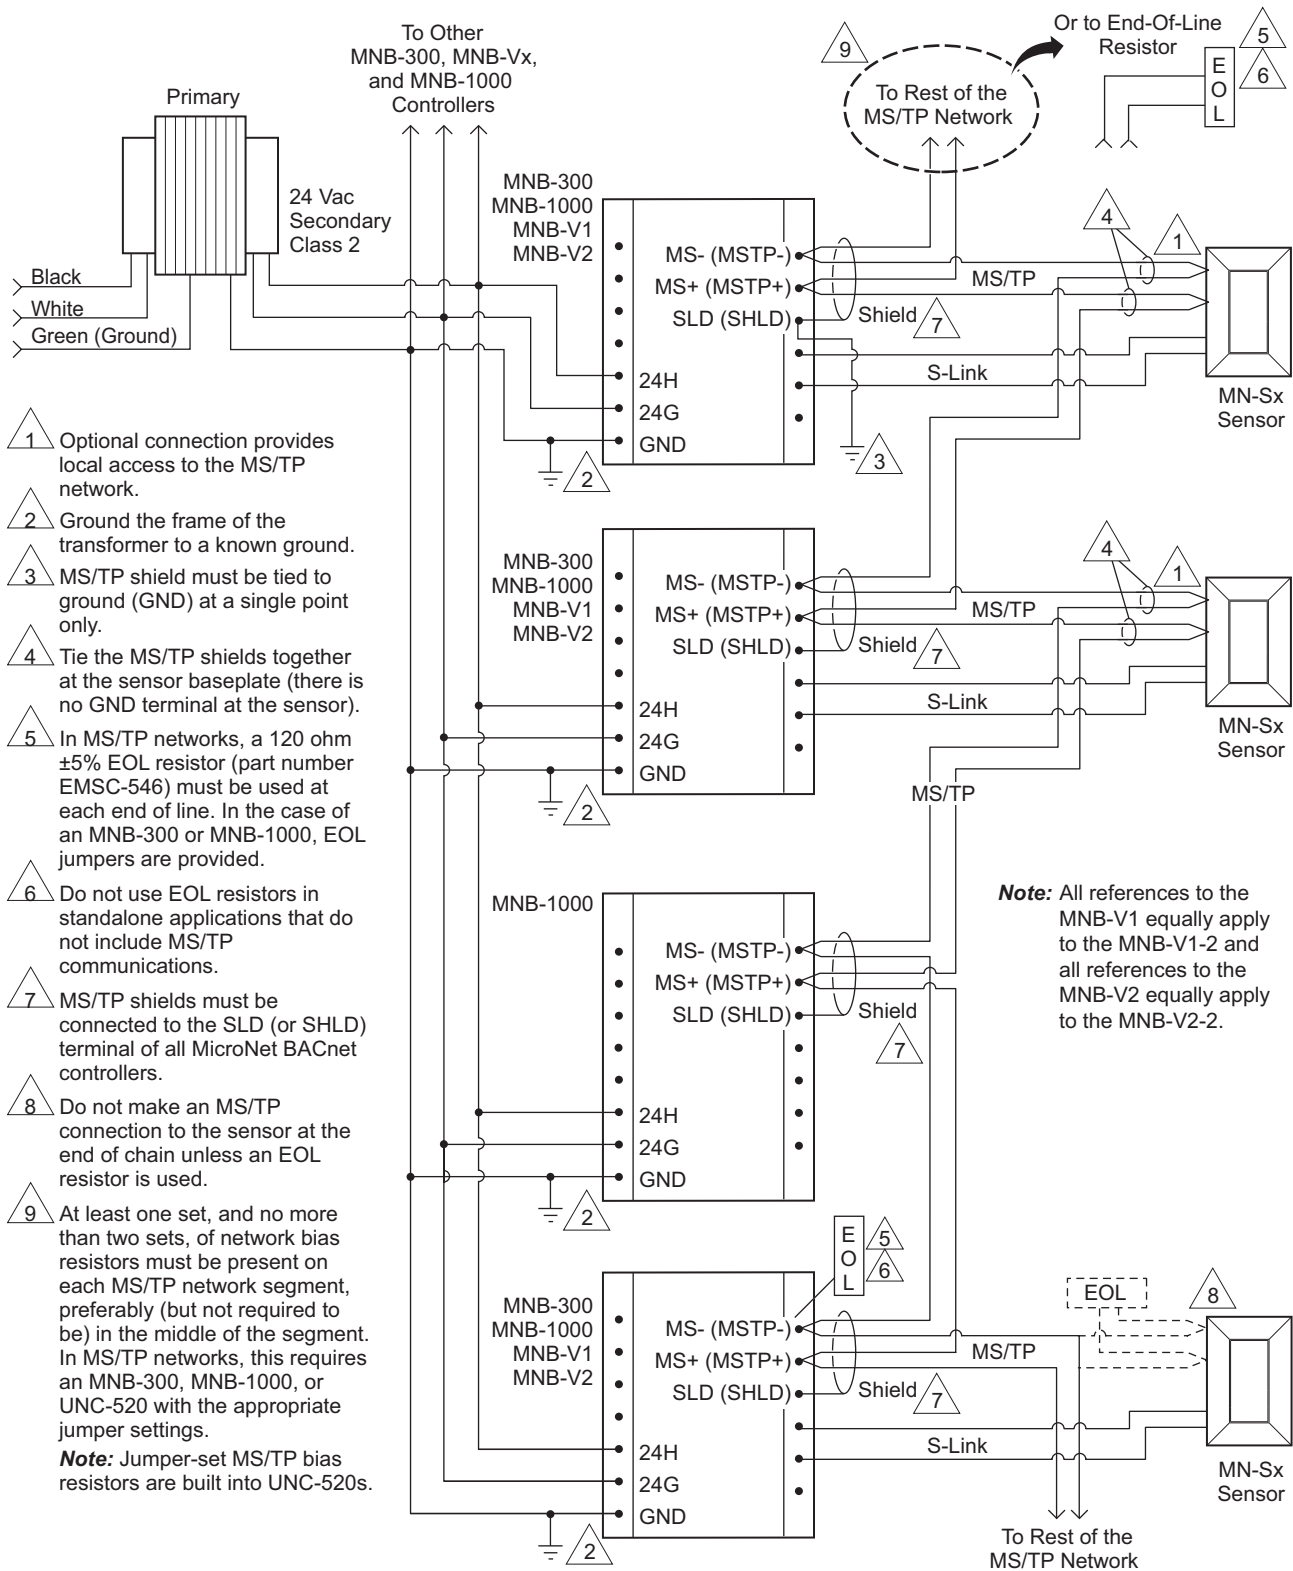 To Other
MNB-300, MNB-Vx,
and MNB-1000
Controllers
Primary
24 Vac
Secondary
Class 2
Black
White
Green (Ground)
9
To Rest of the
MS/TP Network
Or to End-Of-Line
Resistor
E
O
L
5
6
MNB-300
MNB-1000
MNB-V1
MNB-V2
MS- (MSTP-)
MS+ (MSTP+)
SLD (SHLD)
24H
24G
GND
2
Shield
7
3
MS/TP
S-Link
4
1
MN-Sx
Sensor
MNB-300
MNB-1000
MNB-V1
MNB-V2
MS- (MSTP-)
MS+ (MSTP+)
SLD (SHLD)
24H
24G
GND
2
Shield
7
MS/TP
S-Link
4
1
MN-Sx
Sensor
MS/TP
MNB-1000
MS- (MSTP-)
MS+ (MSTP+)
SLD (SHLD)
24H
24G
GND
2
Shield
7
Note: All references to the
MNB-V1 equally apply
to the MNB-V1-2 and
all references to the
MNB-V2 equally apply
to the MNB-V2-2.
E
O
L
5
6
MNB-300
MNB-1000
MNB-V1
MNB-V2
MS- (MSTP-)
MS+ (MSTP+)
SLD (SHLD)
24H
24G
GND
2
Shield
7
MS/TP
S-Link
EOL
8
MN-Sx
Sensor
To Rest of the
MS/TP Network
1 Optional connection provides
local access to the MS/TP
network.
2 Ground the frame of the
transformer to a known ground.
3 MS/TP shield must be tied to
ground (GND) at a single point
only.
4 Tie the MS/TP shields together
at the sensor baseplate (there is
no GND terminal at the sensor).
5 In MS/TP networks, a 120 ohm
±5% EOL resistor (part number
EMSC-546) must be used at
each end of line. In the case of
an MNB-300 or MNB-1000, EOL
jumpers are provided.
6 Do not use EOL resistors in
standalone applications that do
not include MS/TP
communications.
7 MS/TP shields must be
connected to the SLD (or SHLD)
terminal of all MicroNet BACnet
controllers.
8 Do not make an MS/TP
connection to the sensor at the
end of chain unless an EOL
resistor is used.
9 At least one set, and no more
than two sets, of network bias
resistors must be present on
each MS/TP network segment,
preferably (but not required to
be) in the middle of the segment.
In MS/TP networks, this requires
an MNB-300, MNB-1000, or
UNC-520 with the appropriate
jumper settings.
Note: Jumper-set MS/TP bias
resistors are built into UNC-520s.